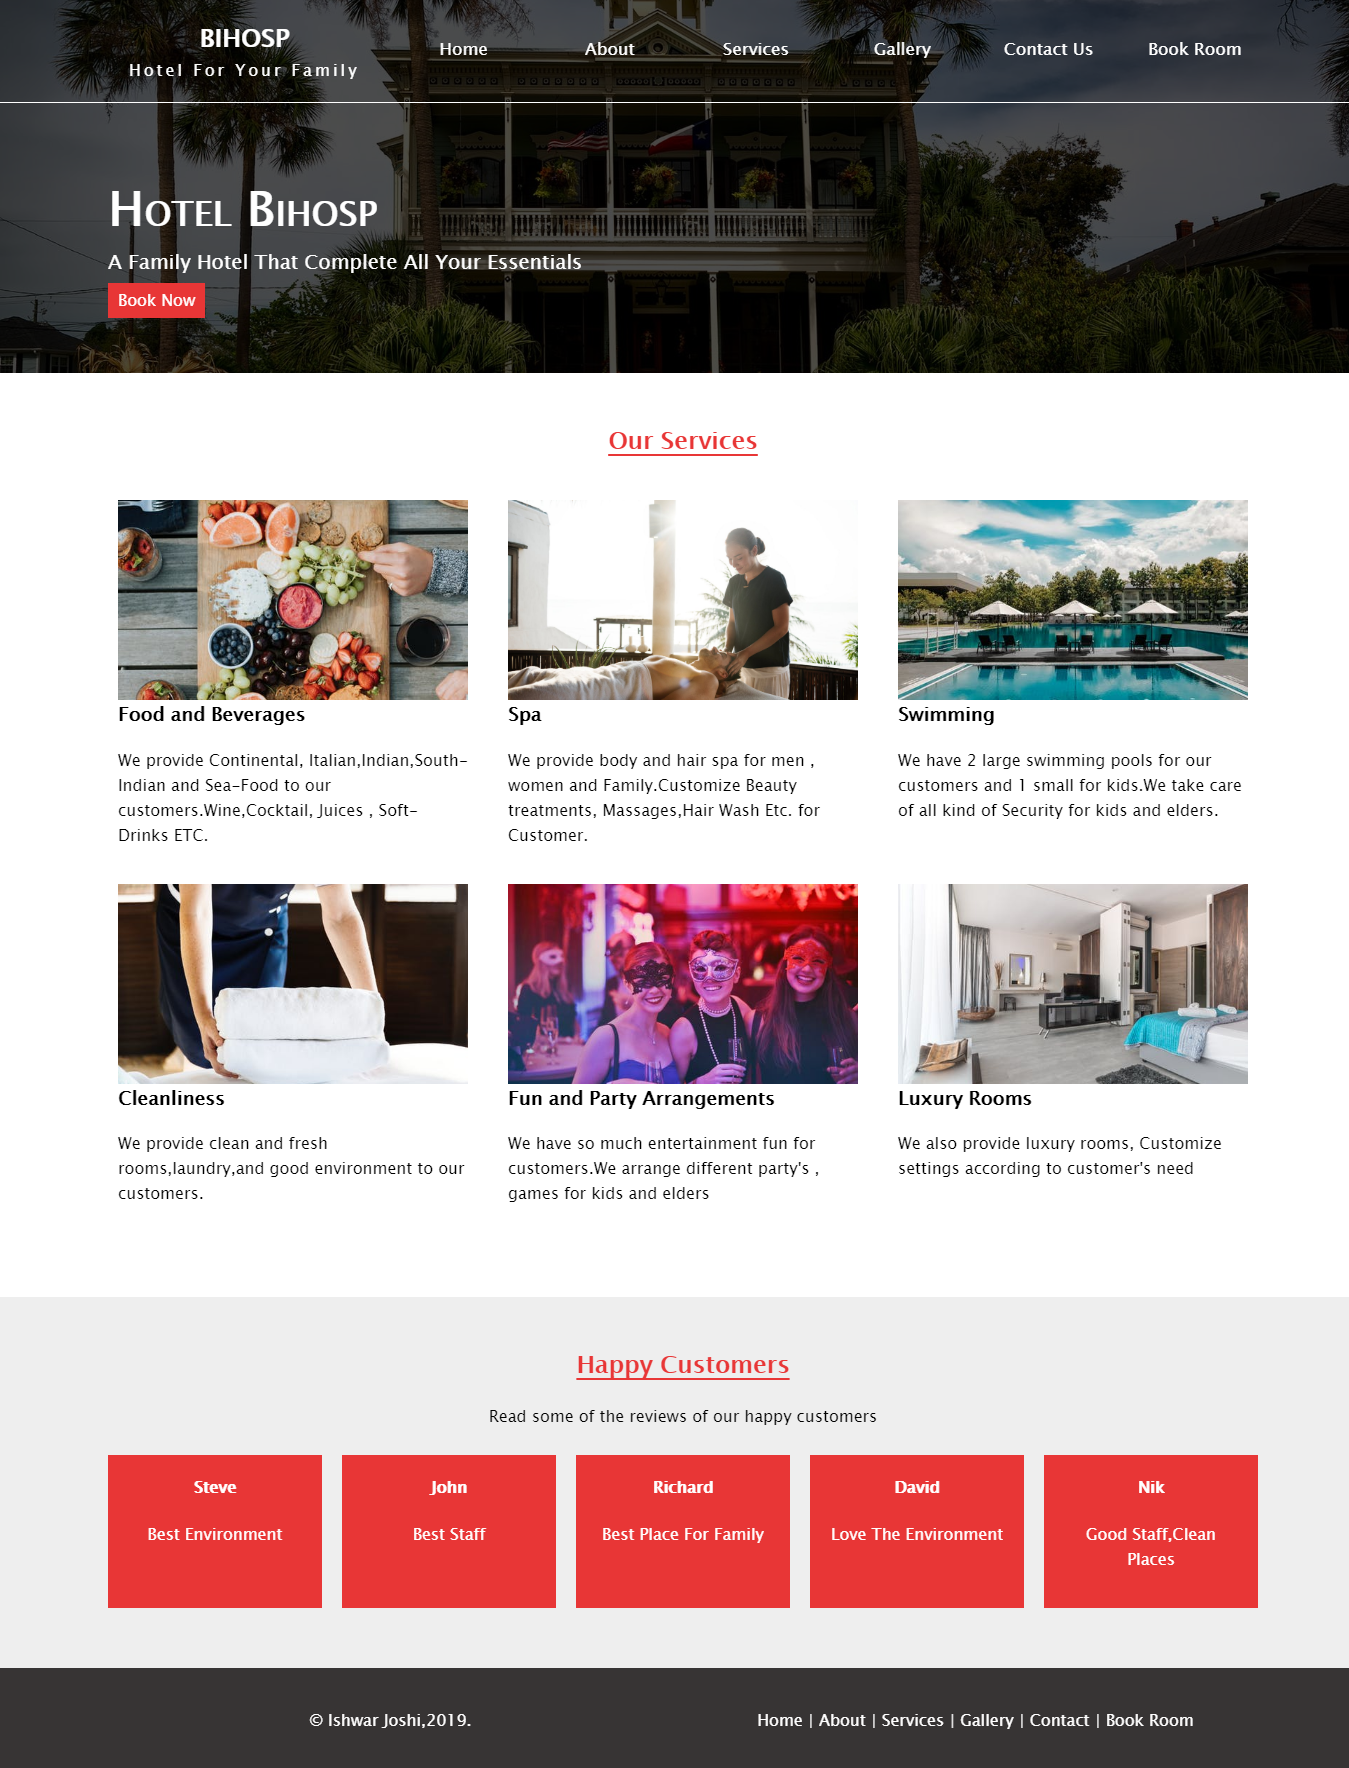 BIHOSP
Hotel For Your Family
Home
About
Services
Gallery
Contact Us
Book Room
Hotel Bihosp
A Family Hotel That Complete All Your Essentials
Book Now
Our Services
Food and Beverages
We provide Continental, Italian,Indian,South-
Indian and Sea-Food to our
customers.Wine,Cocktail, Juices , Soft-
Drinks ETC.
Spa
We provide body and hair spa for men ,
women and Family.Customize Beauty
treatments, Massages,Hair Wash Etc. for
Customer.
Swimming
We have 2 large swimming pools for our
customers and 1 small for kids.We take care
of all kind of Security for kids and elders.
Cleanliness
We provide clean and fresh
rooms,laundry,and good environment to our
customers.
Fun and Party Arrangements
We have so much entertainment fun for
customers.We arrange different party's ,
games for kids and elders
Luxury Rooms
We also provide luxury rooms, Customize
settings according to customer's need
Happy Customers
Read some of the reviews of our happy customers
Steve
Best Environment
John
Best Staff
Richard
Best Place For Family
David
Love The Environment
Nik
Good Staff,Clean
Places
© Ishwar Joshi,2019.
Home | About | Services | Gallery | Contact | Book Room